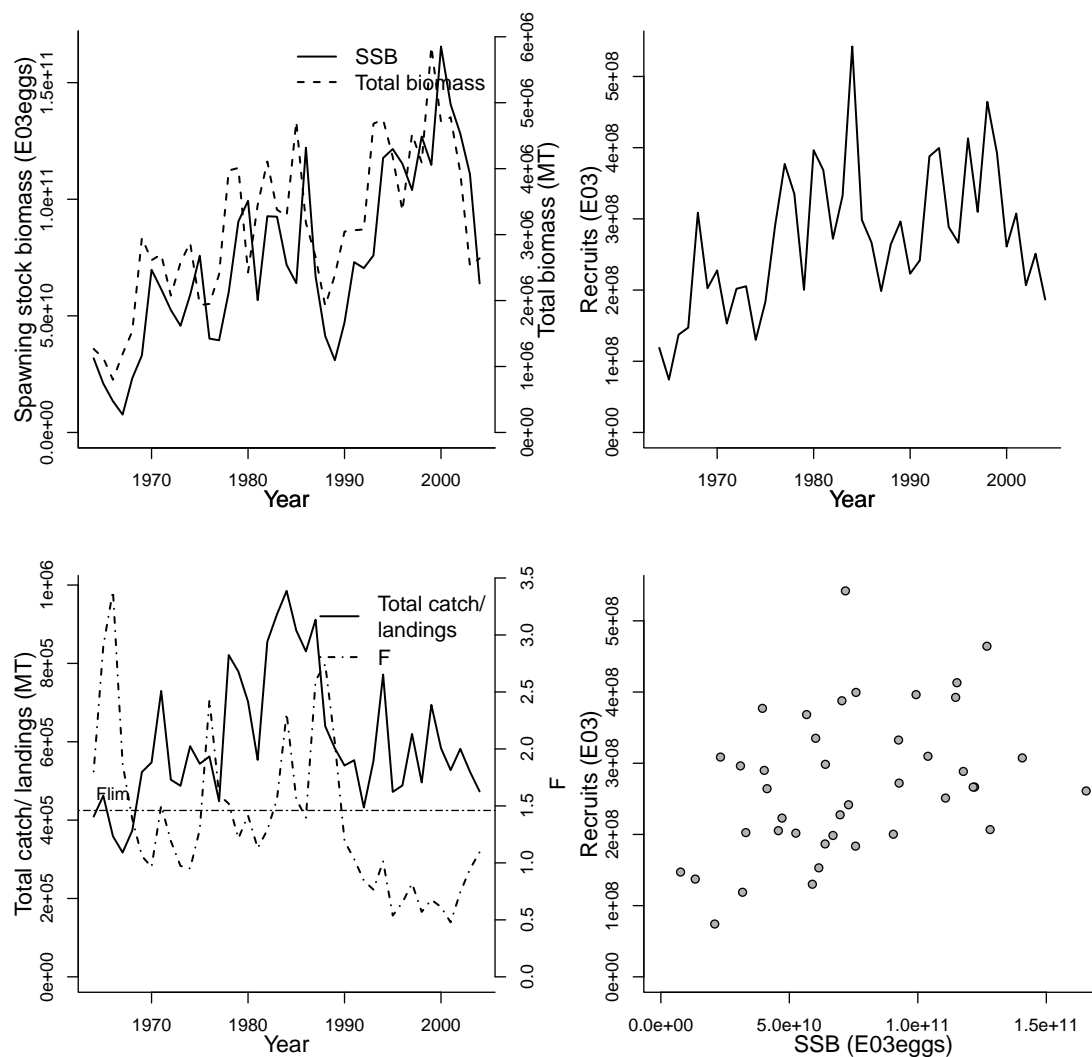 Spawning stock biomass (E03eggs)
0.0e+00
5.0e+10
1.0e+11
1.5e+11
SSB
Total biomass
0e+00
1e+06
2e+06
3e+06
4e+06
5e+06
6e+06
Total biomass (MT)
1970
1980
1990
2000
Year
Recruits (E03)
0e+00
1e+08
2e+08
3e+08
4e+08
5e+08
1970
1980
1990
2000
Year
Total catch/ landings (MT)
0e+00
2e+05
4e+05
6e+05
8e+05
1e+06
Total catch/
landings
F
Flim
0.0
0.5
1.0
1.5
2.0
2.5
3.0
3.5
F
1970
1980
1990
2000
Year
Recruits (E03)
0e+00
1e+08
2e+08
3e+08
4e+08
5e+08
0.0e+00
5.0e+10
1.0e+11
1.5e+11
SSB (E03eggs)